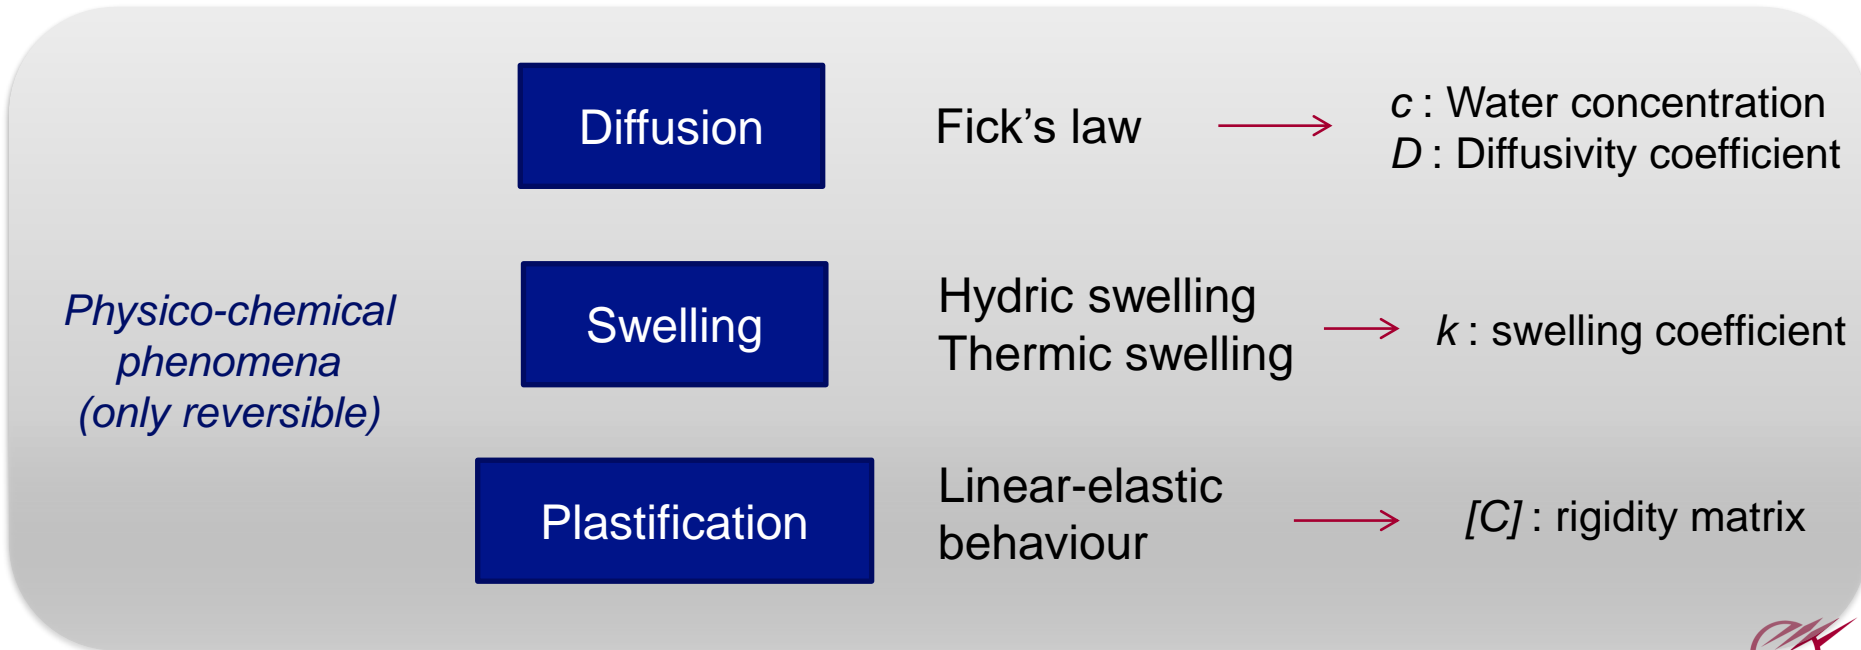 Diffusion
Fick's law
c : Water concentration
D : Diffusivity coefficient
Physico-chemical
phenomena
(only reversible)
Swelling
Hydric swelling
Thermic swelling
k : swelling coefficient
Plastification
Linear-elastic
behaviour
[C] : rigidity matrix